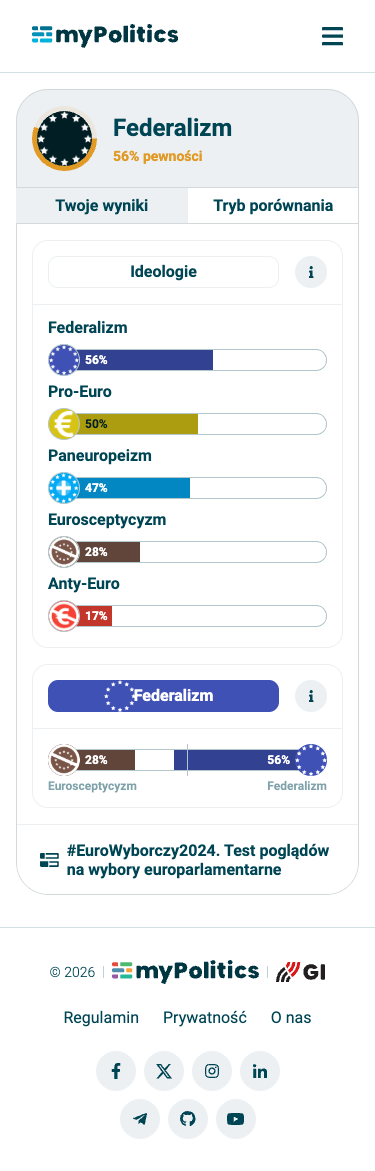 myPolitics
Federalizm
56% pewności
Twoje wyniki
Tryb porównania
Ideologie
Federalizm
56%
Pro-Euro
50%
Paneuropeizm
47%
Eurosceptycyzm
28%
Anty-Euro
17%
Federalizm
28%
56%
Eurosceptycyzm
Federalizm
#EuroWyborczy2024. Test poglądów
na wybory europarlamentarne
© 2026 | myPolitics | GI
Regulamin
Prywatność
O nas